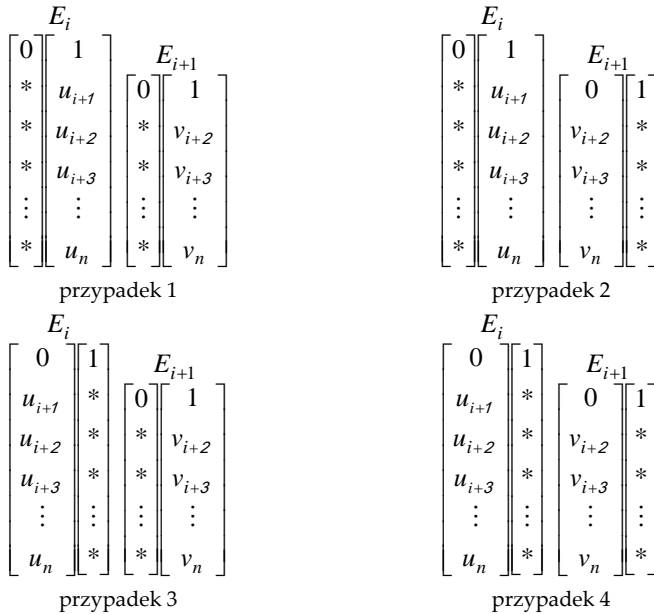 E_i E_i
0 1 E_{i+1} 0 1 E_{i+1}
* u_{i+1} 0 1 * u_{i+1} 0 1
* u_{i+2} * v_{i+2} * u_{i+2} v_{i+2} *
* u_{i+3} * v_{i+3} * u_{i+3} v_{i+3} *
⋮ ⋮ ⋮ ⋮ ⋮ ⋮ ⋮ ⋮
* u_n * v_n * u_n v_n *
przypadek 1 przypadek 2
E_i E_i
0 1 E_{i+1} 0 1 E_{i+1}
u_{i+1} * 0 1 u_{i+1} * 0 1
u_{i+2} * * v_{i+2} u_{i+2} * v_{i+2} *
u_{i+3} * * v_{i+3} u_{i+3} * v_{i+3} *
⋮ ⋮ ⋮ ⋮ ⋮ ⋮ ⋮ ⋮
u_n * * v_n u_n * v_n *
przypadek 3 przypadek 4